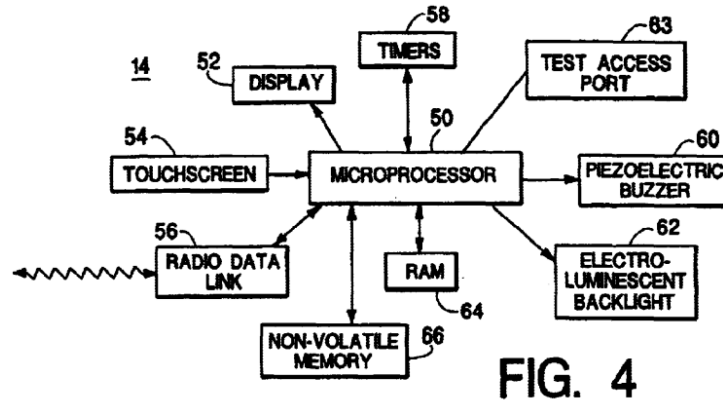 58
TIMERS
63
TEST ACCESS
PORT
14
52
DISPLAY
50
MICROPROCESSOR
54
TOUCHSCREEN
60
PIEZOELECTRIC
BUZZER
56
RADIO DATA
LINK
RAM
64
62
ELECTRO-
LUMINESCENT
BACKLIGHT
NON-VOLATILE
MEMORY
66
FIG. 4